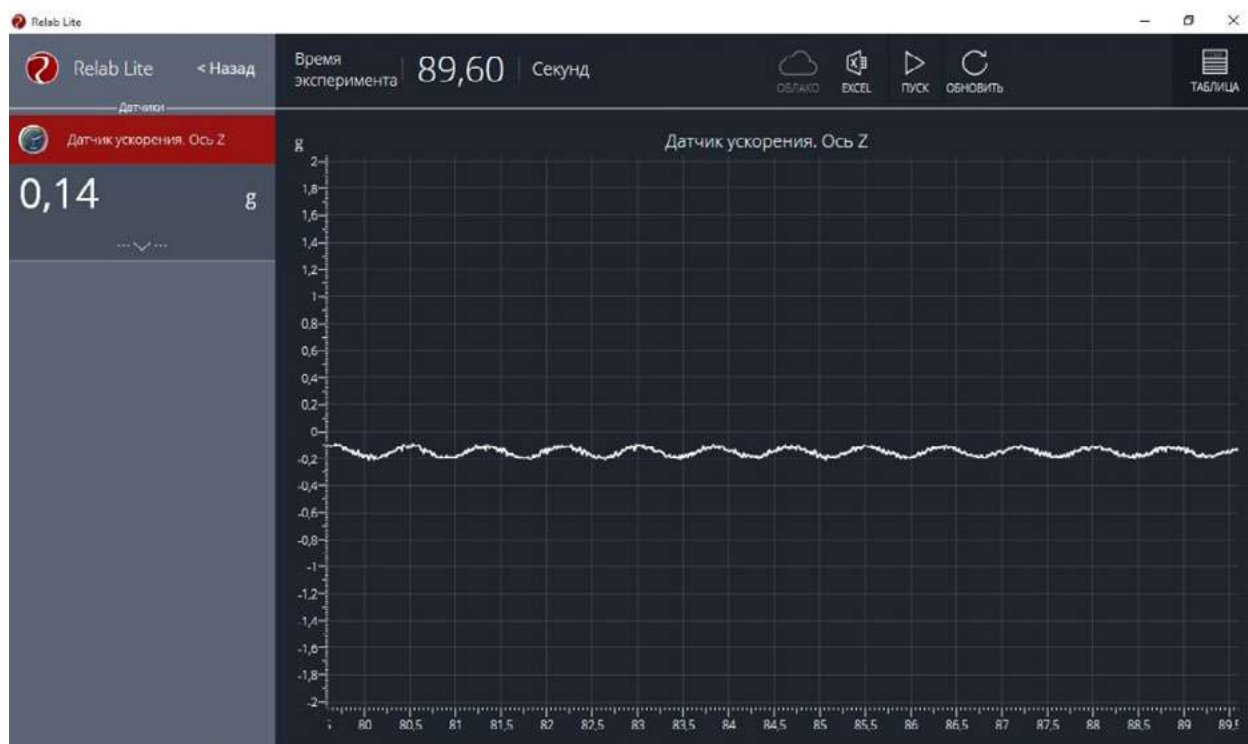 Relab Lite
Relab Lite
< Назад
Время эксперимента
89,60
Секунд
ОБЛАКО
EXCEL
ПУСК
ОБНОВИТЬ
ТАБЛИЦА
Датчики
Датчик ускорения. Ось Z
0,14 g
g
Датчик ускорения. Ось Z
2
1,8
1,6
1,4
1,2
1
0,8
0,6
0,4
0,2
0
-0,2
-0,4
-0,6
-0,8
-1
-1,2
-1,4
-1,6
-1,8
-2
80 80,5 81 81,5 82 82,5 83 83,5 84 84,5 85 85,5 86 86,5 87 87,5 88 88,5 89